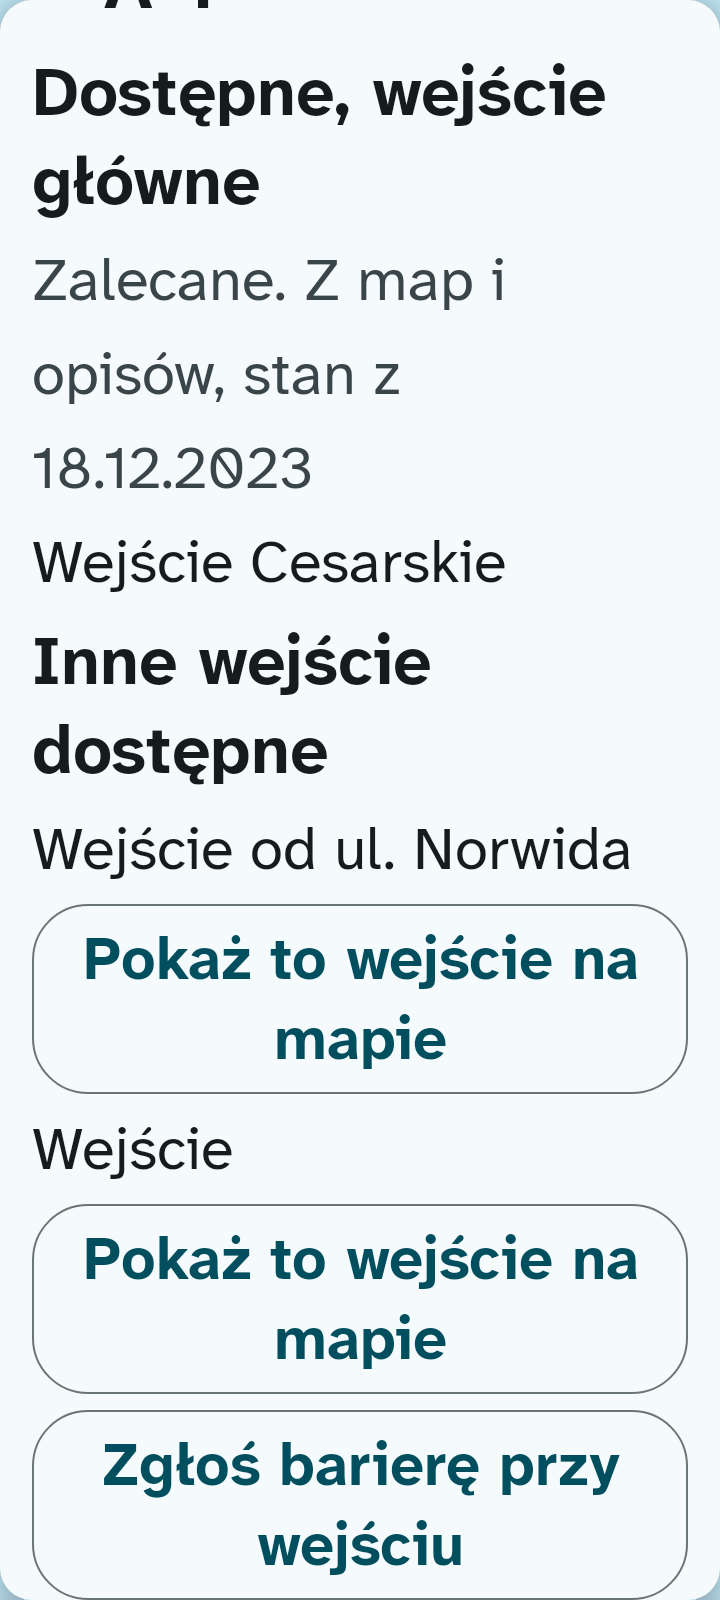 Dostępne, wejście
główne
Zalecane. Z map i
opisów, stan z
18.12.2023
Wejście Cesarskie
Inne wejście
dostępne
Wejście od ul. Norwida
Pokaż to wejście na
mapie
Wejście
Pokaż to wejście na
mapie
Zgłoś barierę przy
wejściu